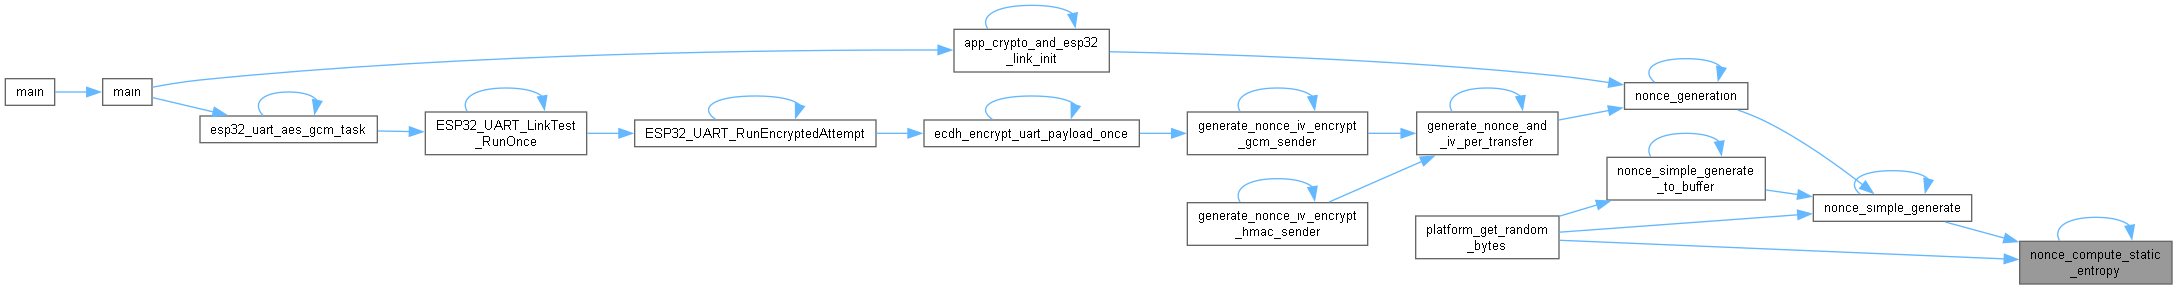 main
main
app_crypto_and_esp32
_link_init
esp32_uart_aes_gcm_task
ESP32_UART_LinkTest
_RunOnce
ESP32_UART_RunEncryptedAttempt
ecdh_encrypt_uart_payload_once
generate_nonce_iv_encrypt
_gcm_sender
generate_nonce_iv_encrypt
_hmac_sender
generate_nonce_and
_iv_per_transfer
nonce_generation
nonce_simple_generate
_to_buffer
platform_get_random
_bytes
nonce_simple_generate
nonce_compute_static
_entropy